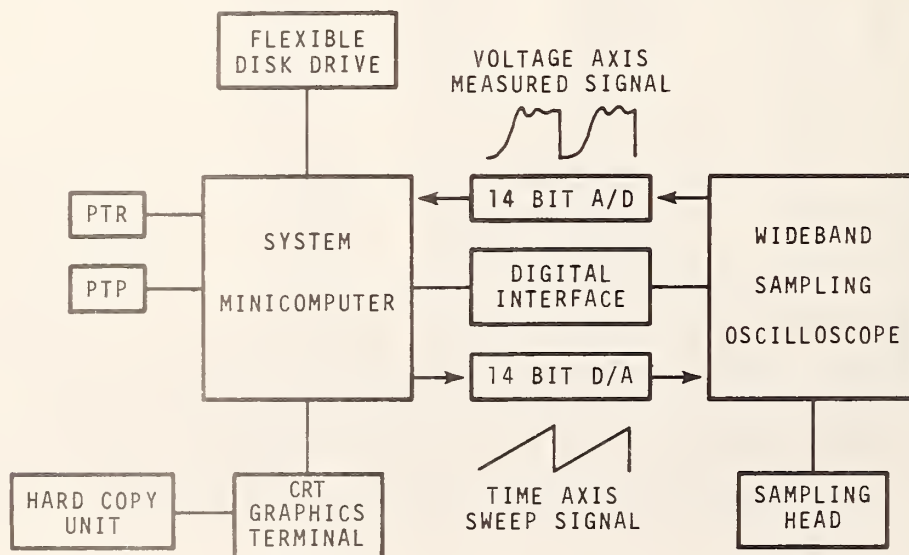 FLEXIBLE
DISK DRIVE
VOLTAGE AXIS
MEASURED SIGNAL
14 BIT A/D
PTR
SYSTEM
MINICOMPUTER
WIDEBAND
SAMPLING
OSCILLOSCOPE
PTP
DIGITAL
INTERFACE
14 BIT D/A
HARD COPY
UNIT
CRT
GRAPHICS
TERMINAL
TIME AXIS
SWEEP SIGNAL
SAMPLING
HEAD